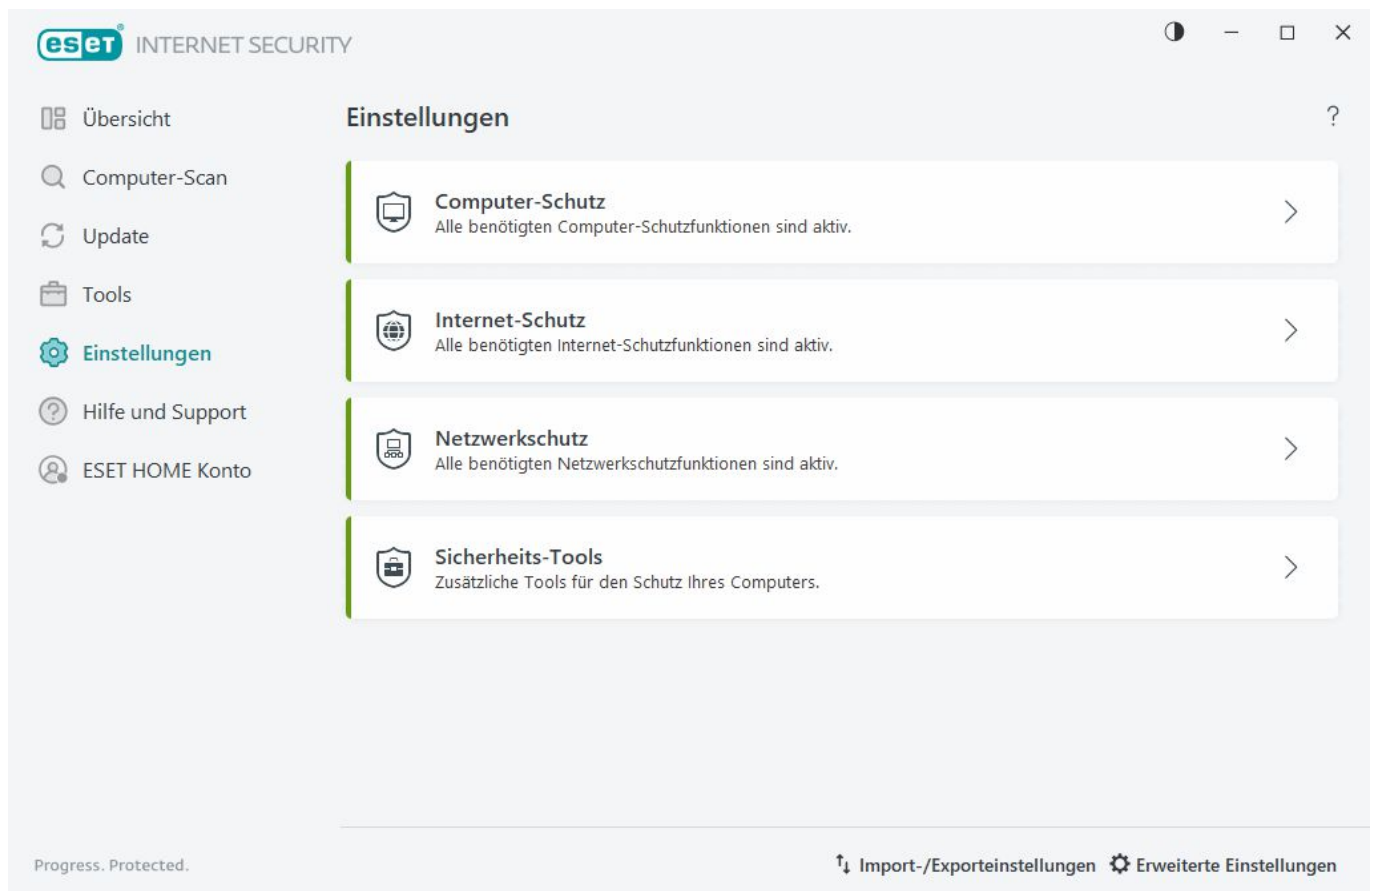 eset® INTERNET SECURITY
Übersicht
Computer-Scan
Update
Tools
Einstellungen
Hilfe und Support
ESET HOME Konto
Einstellungen
?
Computer-Schutz
Alle benötigten Computer-Schutzfunktionen sind aktiv.
Internet-Schutz
Alle benötigten Internet-Schutzfunktionen sind aktiv.
Netzwerkschutz
Alle benötigten Netzwerkschutzfunktionen sind aktiv.
Sicherheits-Tools
Zusätzliche Tools für den Schutz Ihres Computers.
Progress. Protected.
Import-/Exporteinstellungen Erweiterte Einstellungen